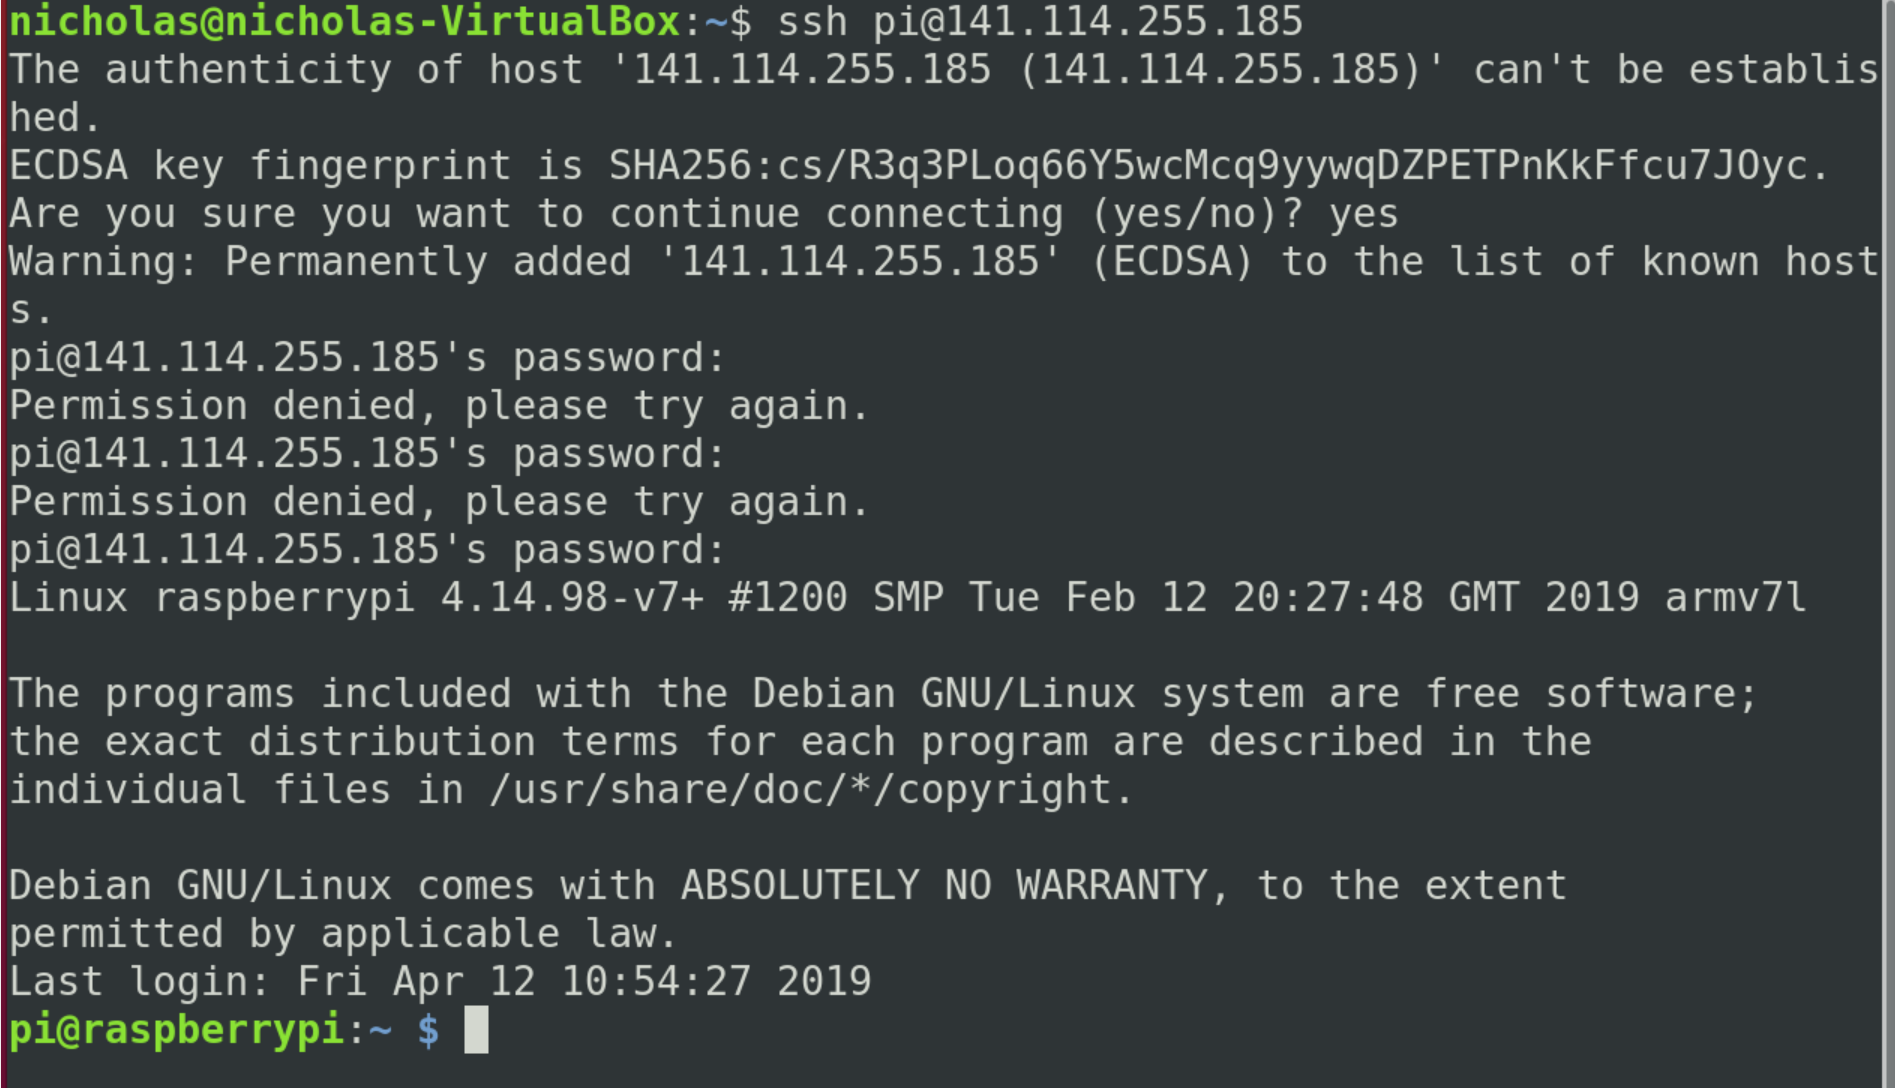 nicholas@nicholas-VirtualBox:~$ ssh pi@141.114.255.185
The authenticity of host '141.114.255.185 (141.114.255.185)' can't be establis
hed.
ECDSA key fingerprint is SHA256:cs/R3q3PLoq66Y5wcMcq9yywqDZPETPnKkFfcu7JOyc.
Are you sure you want to continue connecting (yes/no)? yes
Warning: Permanently added '141.114.255.185' (ECDSA) to the list of known host
s.
pi@141.114.255.185's password:
Permission denied, please try again.
pi@141.114.255.185's password:
Permission denied, please try again.
pi@141.114.255.185's password:
Linux raspberrypi 4.14.98-v7+ #1200 SMP Tue Feb 12 20:27:48 GMT 2019 armv7l

The programs included with the Debian GNU/Linux system are free software;
the exact distribution terms for each program are described in the
individual files in /usr/share/doc/*/copyright.

Debian GNU/Linux comes with ABSOLUTELY NO WARRANTY, to the extent
permitted by applicable law.
Last login: Fri Apr 12 10:54:27 2019
pi@raspberrypi:~ $